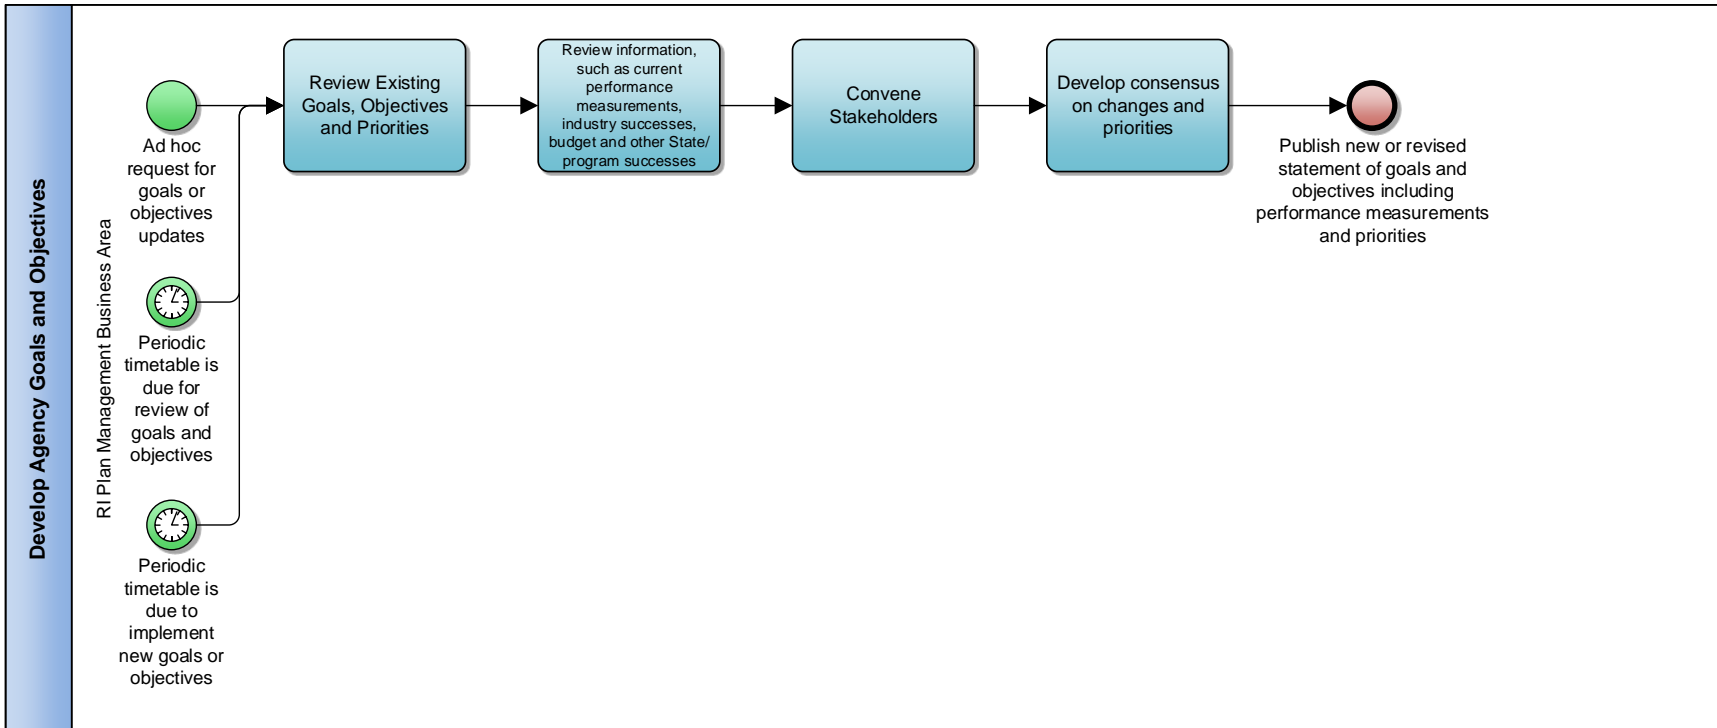 Develop Agency Goals and Objectives
RI Plan Management Business Area
Ad hoc
request for
goals or
objectives
updates
Periodic
timetable is
due for
review of
goals and
objectives
Periodic
timetable is
due to
implement
new goals or
objectives
Review Existing
Goals, Objectives
and Priorities
Review information,
such as current
performance
measurements,
industry successes,
budget and other State/
program successes
Convene
Stakeholders
Develop consensus
on changes and
priorities
Publish new or revised
statement of goals and
objectives including
performance measurements
and priorities